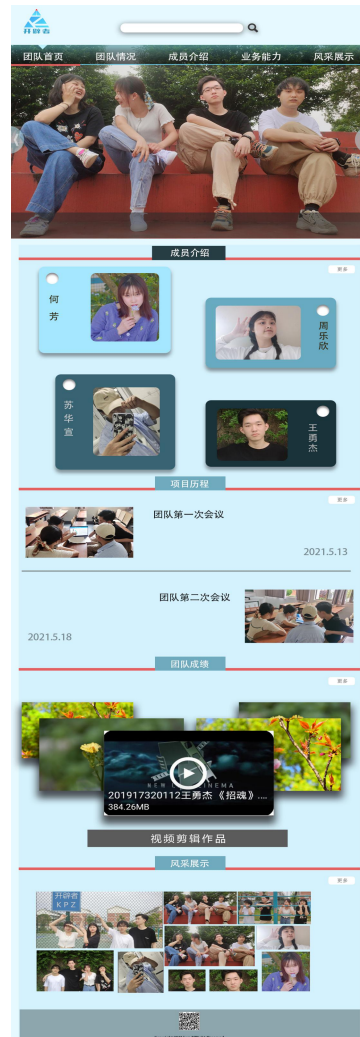 开辟者
团队首页 团队情况 成员介绍 业务能力 风采展示
成员介绍
更多
何芳
周乐欣
苏华宣
王勇杰
项目历程
更多
团队第一次会议
2021.5.13
团队第二次会议
2021.5.18
团队成绩
更多
201917320112王勇杰《招魂》....
384.26MB
视频剪辑作品
风采展示
更多
开辟者
KPZ